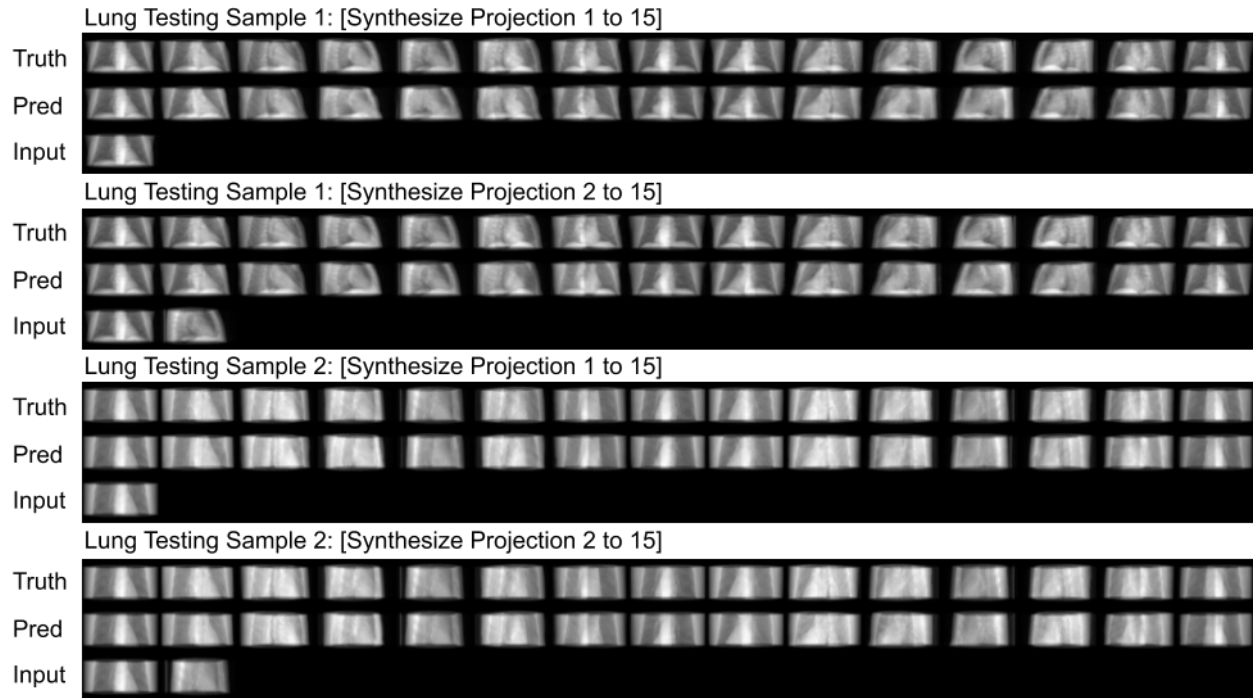 Lung Testing Sample 1: [Synthesize Projection 1 to 15]
Truth
Pred
Input
Lung Testing Sample 1: [Synthesize Projection 2 to 15]
Truth
Pred
Input
Lung Testing Sample 2: [Synthesize Projection 1 to 15]
Truth
Pred
Input
Lung Testing Sample 2: [Synthesize Projection 2 to 15]
Truth
Pred
Input